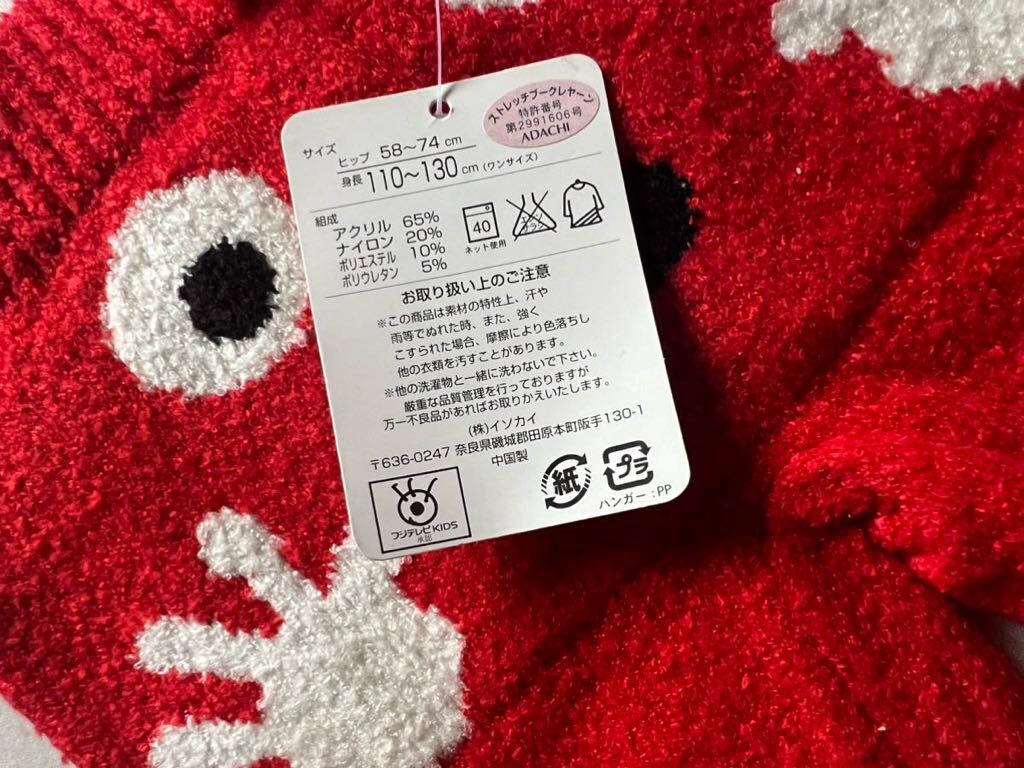 ストレッチブークレヤーン
特許番号
第2991606号
ADACHI
サイズ
ヒップ 58～74 cm
身長 110～130 cm (ワンサイズ)
組成
アクリル 65%
ナイロン 20%
ポリエステル 10%
ポリウレタン 5%
40
ネット使用
エンソ
サラシ
お取り扱い上のご注意
※この商品は素材の特性上、汗や
雨等でぬれた時、また、強く
こすられた場合、摩擦により色落ちし
他の衣類を汚すことがあります。
※他の洗濯物と一緒に洗わないで下さい。
厳重な品質管理を行っておりますが
万一不良品があればお取りかえいたします。
(株)イソカイ
〒636-0247 奈良県磯城郡田原本町阪手130-1
中国製
フジテレビKIDS
承認
紙
プラ
ハンガー：PP